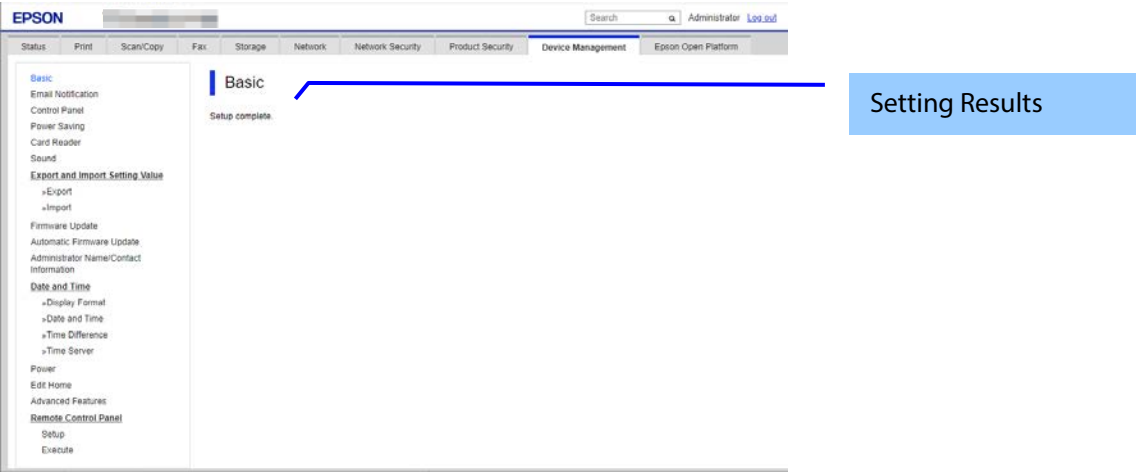 EPSON
Search
Administrator Log out
Status Print Scan/Copy Fax Storage Network Network Security Product Security Device Management Epson Open Platform
Basic
Email Notification
Control Panel
Power Saving
Card Reader
Sound
Export and Import Setting Value
»Export
»Import
Firmware Update
Automatic Firmware Update
Administrator Name/Contact
Information
Date and Time
»Display Format
»Date and Time
»Time Difference
»Time Server
Power
Edit Home
Advanced Features
Remote Control Panel
Setup
Execute
Basic
Setup complete.
Setting Results